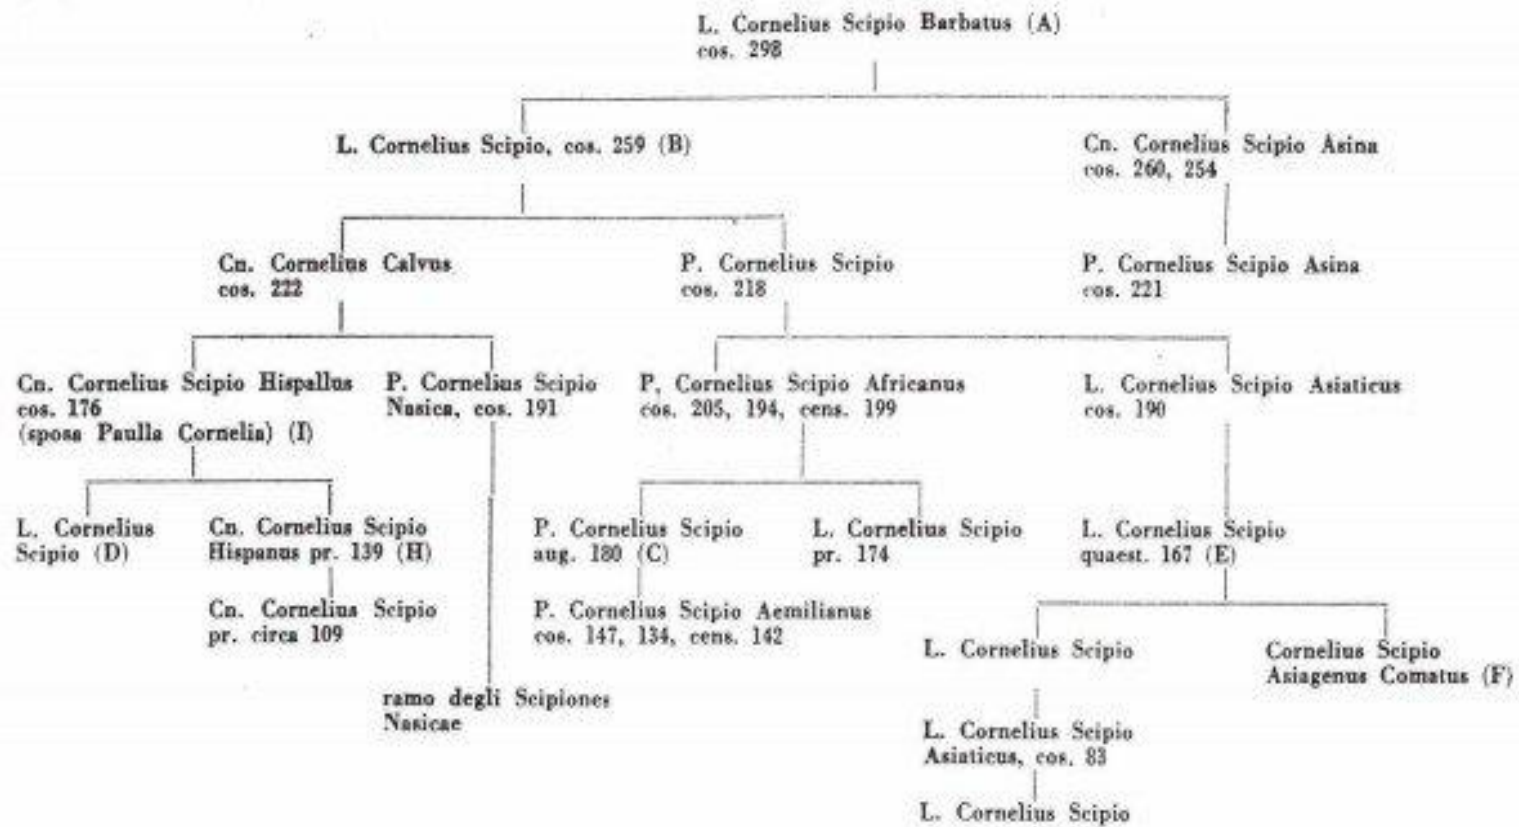 L. Cornelius Scipio Barbatus (A)
cos. 298
L. Cornelius Scipio, cos. 259 (B)
Cn. Cornelius Scipio Asina
cos. 260, 254
Cn. Cornelius Calvus
cos. 222
P. Cornelius Scipio
cos. 218
P. Cornelius Scipio Asina
cos. 221
Cn. Cornelius Scipio Hispallus
cos. 176
(sposa Paulla Cornelia) (I)
P. Cornelius Scipio
Nasica, cos. 191
P, Cornelius Scipio Africanus
cos. 205, 194, cens. 199
L. Cornelius Scipio Asiaticus
cos. 190
L. Cornelius
Scipio (D)
Cn. Cornelius Scipio
Hispanus pr. 139 (H)
P. Cornelius Scipio
aug. 180 (C)
L. Cornelius Scipio
pr. 174
L. Cornelius Scipio
quaest. 167 (E)
Cn. Cornelius Scipio
pr. circa 109
P. Cornelius Scipio Aemilianus
cos. 147, 134, cens. 142
L. Cornelius Scipio
Cornelius Scipio
Asiagenus Comatus (F)
ramo degli Scipiones
Nasicae
L. Cornelius Scipio
Asiaticus, cos. 83
L. Cornelius Scipio